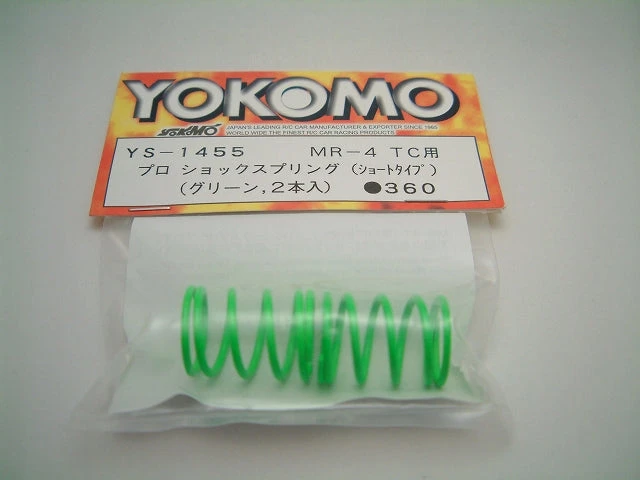 YOKOMO
YOKOMO
JAPAN'S LEADING R/C CAR MANUFACTURER & EXPORTER SINCE 1965
WORLD WIDE THE FINEST R/C CAR RACING PRODUCTS
YS-1455 MR-4 TC用
プロ ショックスプリング (ショートタイプ)
(グリーン,2本入) ●360